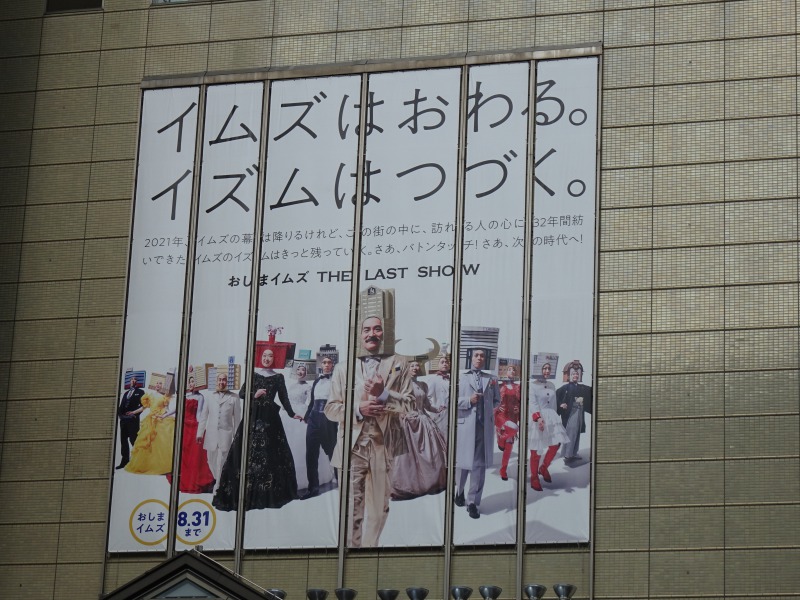 イムズはおわる。
イズムはつづく。
2021年、イムズの幕は降りるけれど、この街の中に、訪れる人の心に、32年間紡
いできたイムズのイズムはきっと残っていく。さあ、バトンタッチ!さあ、次の時代へ!
おしまイムズ THE LAST SHOW
おしま
イムズ
8.31
まで